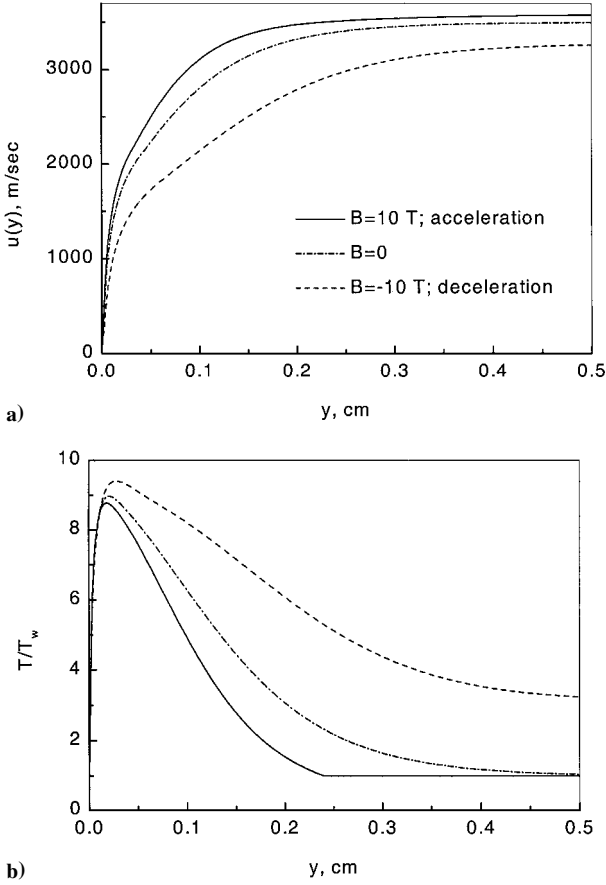 3000
2000
1000
0
u(y), m/sec
B=10 T; acceleration
B=0
B=-10 T; deceleration
0.0 0.1 0.2 0.3 0.4 0.5
y, cm
a)
10
8
6
4
2
0
T/T_w
0.0 0.1 0.2 0.3 0.4 0.5
y, cm
b)